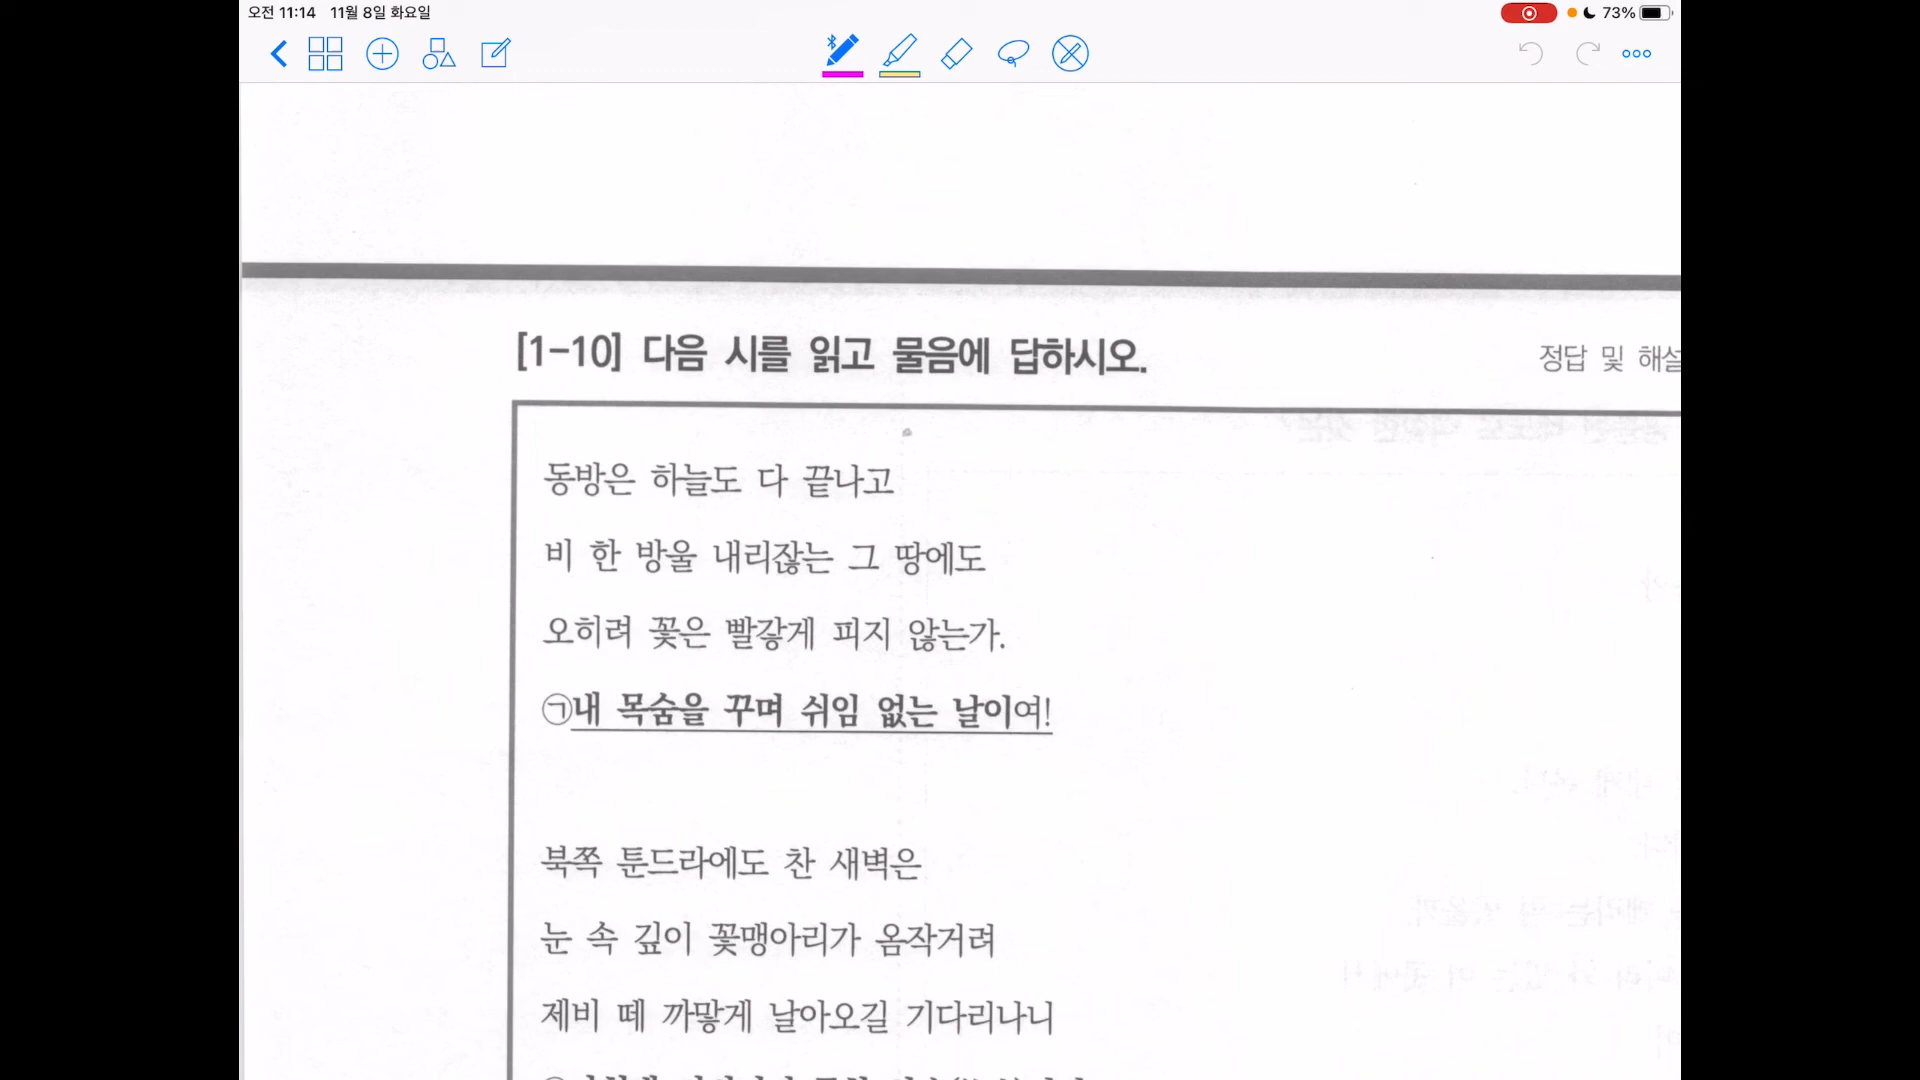 오전 11:14 11월 8일 화요일
73%
[1-10] 다음 시를 읽고 물음에 답하시오.
정답 및 해설
동방은 하늘도 다 끝나고
비 한 방울 내리잖는 그 땅에도
오히려 꽃은 빨갛게 피지 않는가.
㉠내 목숨을 꾸며 쉬임 없는 날이여!
북쪽 툰드라에도 찬 새벽은
눈 속 깊이 꽃맹아리가 옴작거려
제비 떼 까맣게 날아오길 기다리나니